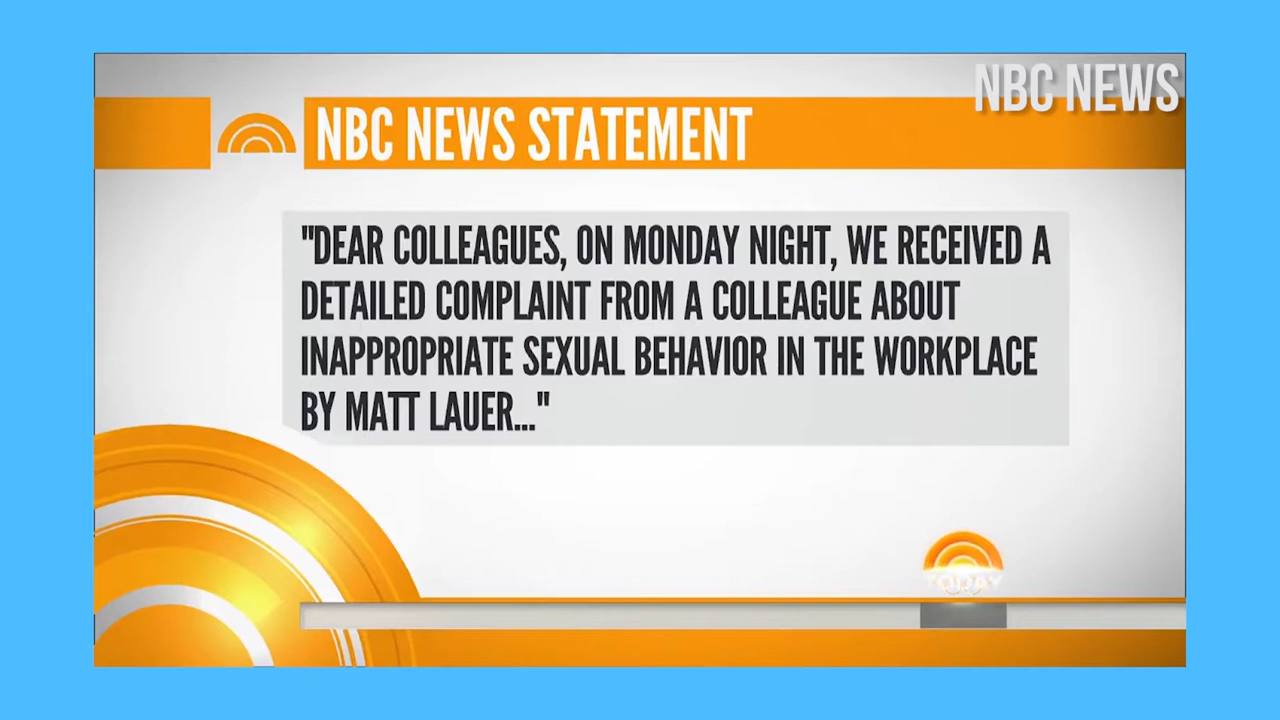 NBC NEWS
NBC NEWS STATEMENT
"DEAR COLLEAGUES, ON MONDAY NIGHT, WE RECEIVED A
DETAILED COMPLAINT FROM A COLLEAGUE ABOUT
INAPPROPRIATE SEXUAL BEHAVIOR IN THE WORKPLACE
BY MATT LAUER..."
TODAY